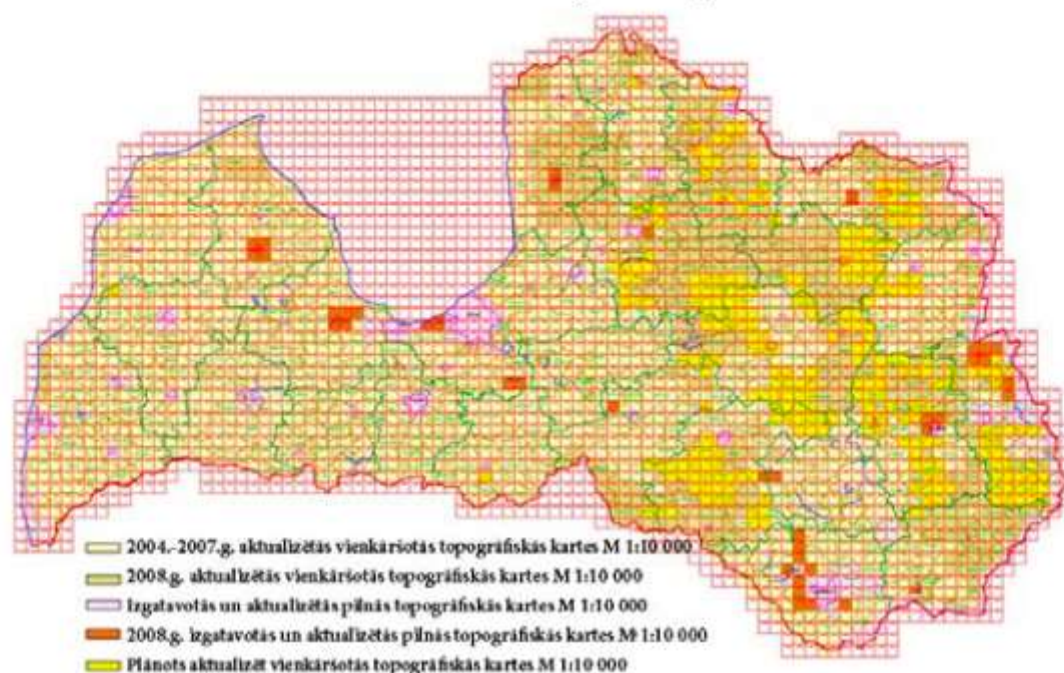 2004.-2007.g. aktualizētās vienkāršotās topogrāfiskās kartes M 1:10 000
2008.g. aktualizētās vienkāršotās topogrāfiskās kartes M 1:10 000
Izgatavotās un aktualizētās pilnās topogrāfiskās kartes M 1:10 000
2008.g. izgatavotās un aktualizētās pilnās topogrāfiskās kartes M 1:10 000
Plānots aktualizēt vienkāršotās topogrāfiskās kartes M 1:10 000